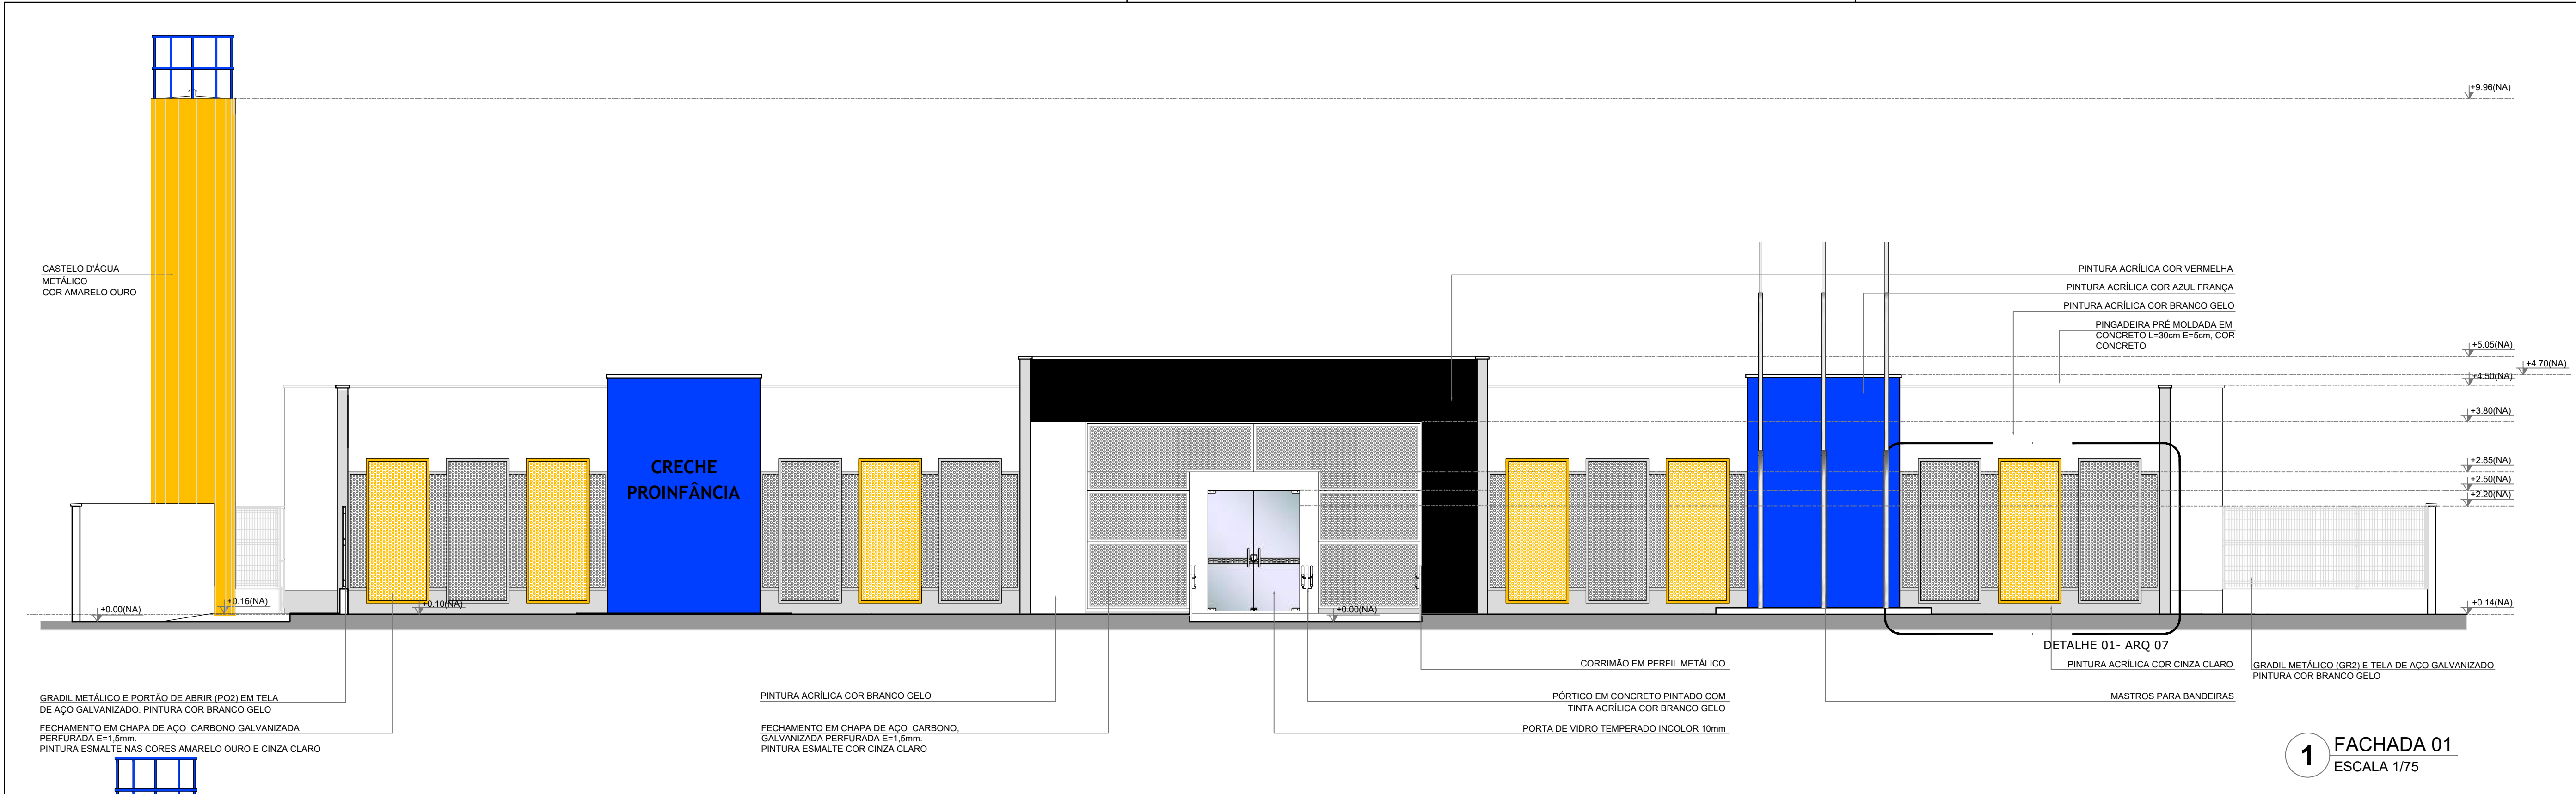 +9.96(NA)
CASTELO D'ÁGUA
METÁLICO
COR AMARELO OURO
PINTURA ACRÍLICA COR VERMELHA
PINTURA ACRÍLICA COR AZUL FRANÇA
PINTURA ACRÍLICA COR BRANCO GELO
PINGADEIRA PRÉ MOLDADA EM
CONCRETO L=30cm E=5cm, COR
CONCRETO
+5.05(NA)
+4.70(NA)
+4.50(NA)
+3.80(NA)
+2.85(NA)
+2.50(NA)
+2.20(NA)
CRECHE
PROINFÂNCIA
+0.00(NA)
+0.16(NA)
+0.10(NA)
+0.00(NA)
+0.14(NA)
DETALHE 01- ARQ 07
GRADIL METÁLICO E PORTÃO DE ABRIR (PO2) EM TELA
DE AÇO GALVANIZADO. PINTURA COR BRANCO GELO
FECHAMENTO EM CHAPA DE AÇO  CARBONO GALVANIZADA
PERFURADA E=1,5mm.
PINTURA ESMALTE NAS CORES AMARELO OURO E CINZA CLARO
PINTURA ACRÍLICA COR BRANCO GELO
FECHAMENTO EM CHAPA DE AÇO  CARBONO,
GALVANIZADA PERFURADA E=1,5mm.
PINTURA ESMALTE COR CINZA CLARO
CORRIMÃO EM PERFIL METÁLICO
PÓRTICO EM CONCRETO PINTADO COM
TINTA ACRÍLICA COR BRANCO GELO
PORTA DE VIDRO TEMPERADO INCOLOR 10mm
PINTURA ACRÍLICA COR CINZA CLARO
MASTROS PARA BANDEIRAS
GRADIL METÁLICO (GR2) E TELA DE AÇO GALVANIZADO
PINTURA COR BRANCO GELO
1
FACHADA 01
ESCALA 1/75